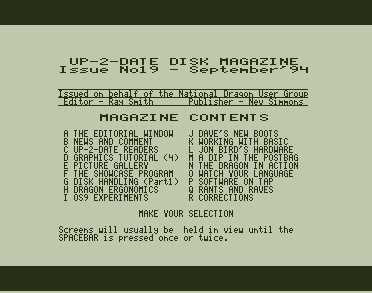 UP-2-DATE DISK MAGAZINE
Issue No19 - September'94
Issued on behalf of the National Dragon User Group
Editor - Ray Smith Publisher - Nev Simmons
MAGAZINE CONTENTS
A THE EDITORIAL WINDOW J DAVE'S NEW BOOTS
B NEWS AND COMMENT K WORKING WITH BASIC
C UP-2-DATE READERS L JON BIRD'S HARDWARE
D GRAPHICS TUTORIAL (4) M A DIP IN THE POSTBAG
E PICTURE GALLERY N THE DRAGON IN ACTION
F THE SHOWCASE PROGRAM O WATCH YOUR LANGUAGE
G DISK HANDLING (Part1) P SOFTWARE ON TAP
H DRAGON ERGONOMICS Q RANTS AND RAVES
I OS9 EXPERIMENTS R CORRECTIONS
MAKE YOUR SELECTION
Screens will usually be held in view until the
SPACEBAR is pressed once or twice.